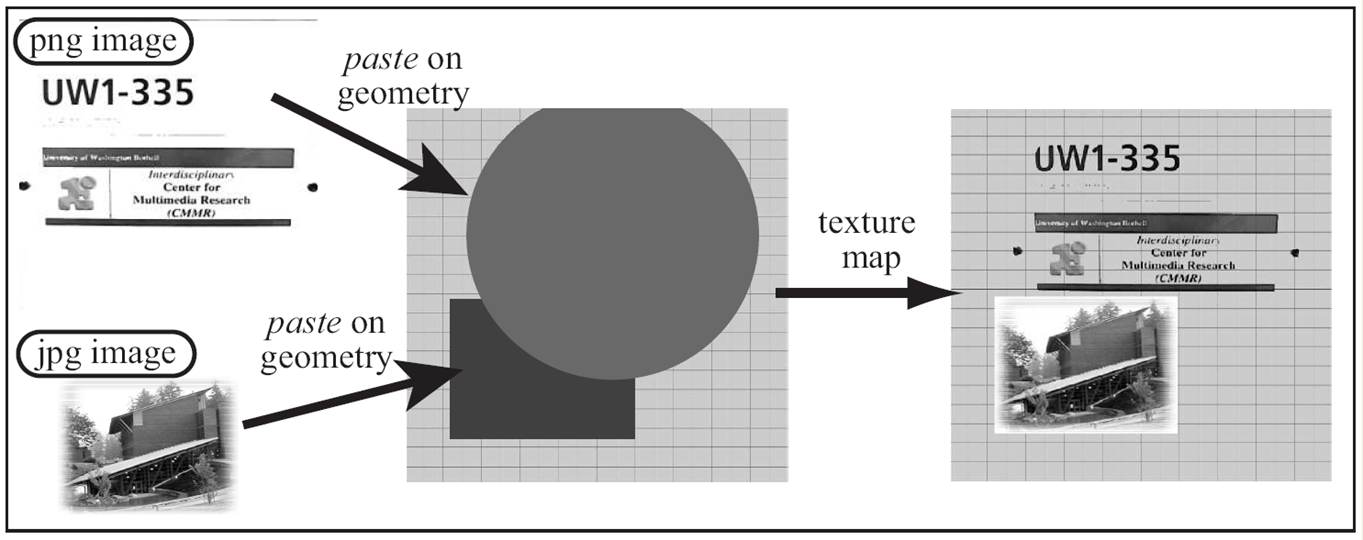 png image
UW1-335
University of Washington Bothell
Interdisciplinary
Center for
Multimedia Research
(CMMR)
paste on
geometry
jpg image
paste on
geometry
texture
map
UW1-335
University of Washington Bothell
Interdisciplinary
Center for
Multimedia Research
(CMMR)